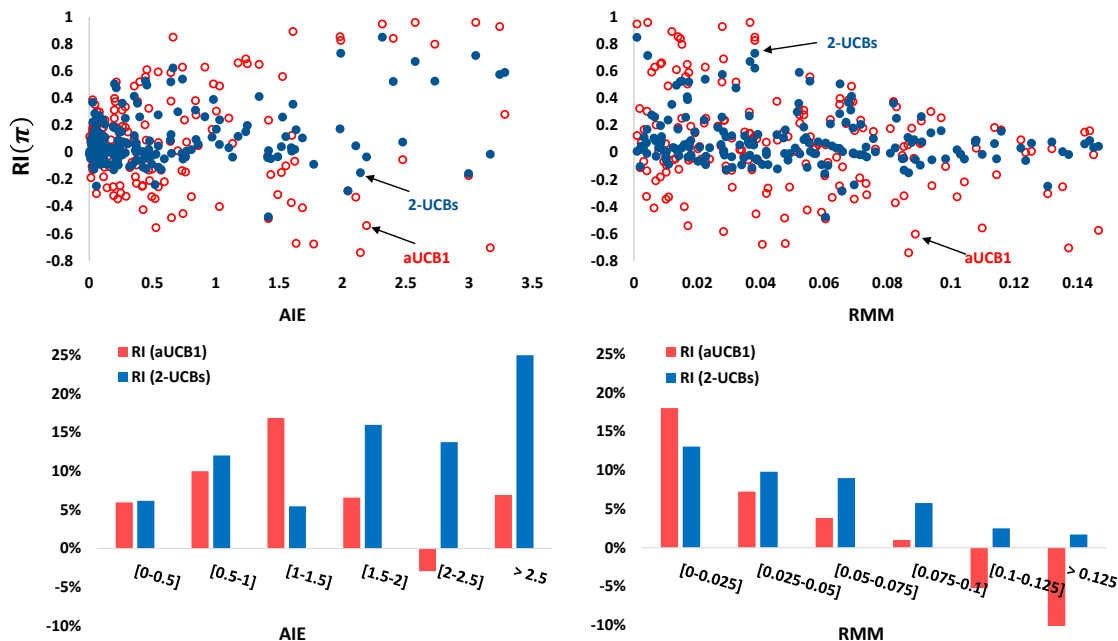 1
0.8
0.6
0.4
0.2
0
-0.2
-0.4
-0.6
-0.8
RI(π)
0 0.5 1 1.5 2 2.5 3 3.5
AIE
2-UCBs
aUCB1
1
0.8
0.6
0.4
0.2
0
-0.2
-0.4
-0.6
-0.8
0 0.02 0.04 0.06 0.08 0.1 0.12 0.14
RMM
2-UCBs
aUCB1
25%
20%
15%
10%
5%
0%
-5%
-10%
RI (aUCB1)
RI (2-UCBs)
[0-0.5] [0.5-1] [1-1.5] [1.5-2] [2-2.5] > 2.5
AIE
25%
20%
15%
10%
5%
0%
-5%
-10%
RI (aUCB1)
RI (2-UCBs)
[0-0.025] [0.025-0.05] [0.05-0.075] [0.075-0.1] [0.1-0.125] > 0.125
RMM